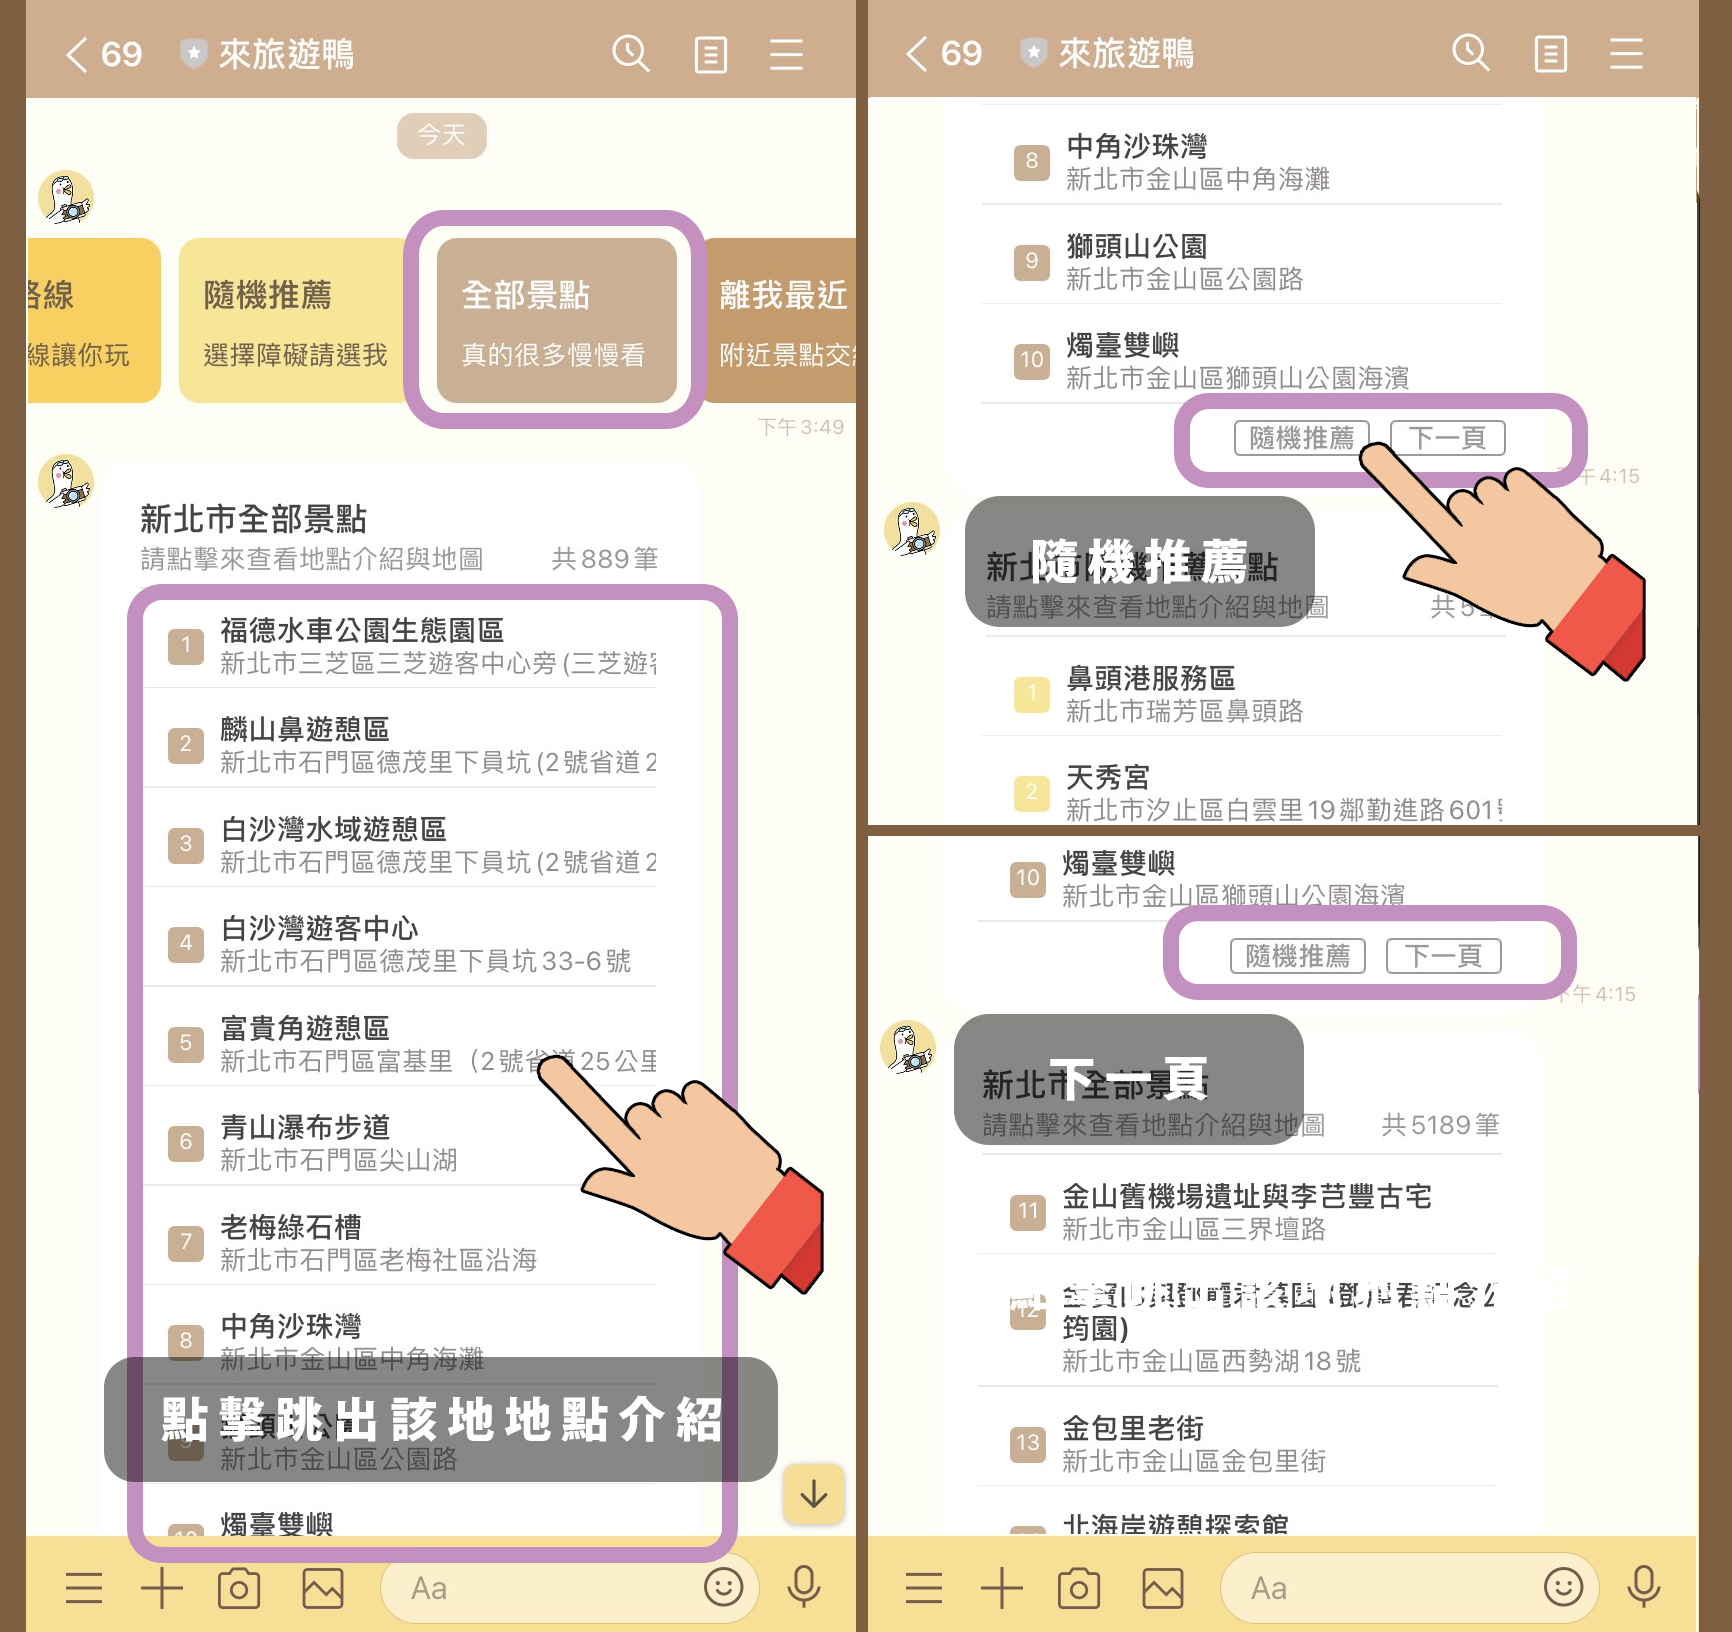 69 來旅遊鴨
今天
路線
線讓你玩
隨機推薦
選擇障礙請選我
全部景點
真的很多慢慢看
離我最近
附近景點交
下午3:49
新北市全部景點
請點擊來查看地點介紹與地圖 共889筆
1 福德水車公園生態園區
新北市三芝區三芝遊客中心旁(三芝遊
2 麟山鼻遊憩區
新北市石門區德茂里下員坑(2號省道2
3 白沙灣水域遊憩區
新北市石門區德茂里下員坑(2號省道2
4 白沙灣遊客中心
新北市石門區德茂里下員坑33-6號
5 富貴角遊憩區
新北市石門區富基里（2號省道25公里
6 青山瀑布步道
新北市石門區尖山湖
7 老梅綠石槽
新北市石門區老梅社區沿海
8 中角沙珠灣
新北市金山區中角海灘
點擊跳出該地地點介紹
9
新北市金山區公園路
10 燭臺雙嶼
Aa
69 來旅遊鴨
8 中角沙珠灣
新北市金山區中角海灘
9 獅頭山公園
新北市金山區公園路
10 燭臺雙嶼
新北市金山區獅頭山公園海濱
隨機推薦 下一頁
午4:15
隨機推薦
請點擊來查看地點介紹與地圖 共5
1 鼻頭港服務區
新北市瑞芳區鼻頭路
2 天秀宮
新北市汐止區白雲里19鄰勤進路601
10 燭臺雙嶼
新北市金山區獅頭山公園海濱
隨機推薦 下一頁
下午4:15
下一頁
新北市全部景點
請點擊來查看地點介紹與地圖 共5189筆
11 金山舊機場遺址與李芑豐古宅
新北市金山區三界壇路
12
筠園)
新北市金山區西勢湖18號
13 金包里老街
新北市金山區金包里街
北海岸遊憩探索館
Aa